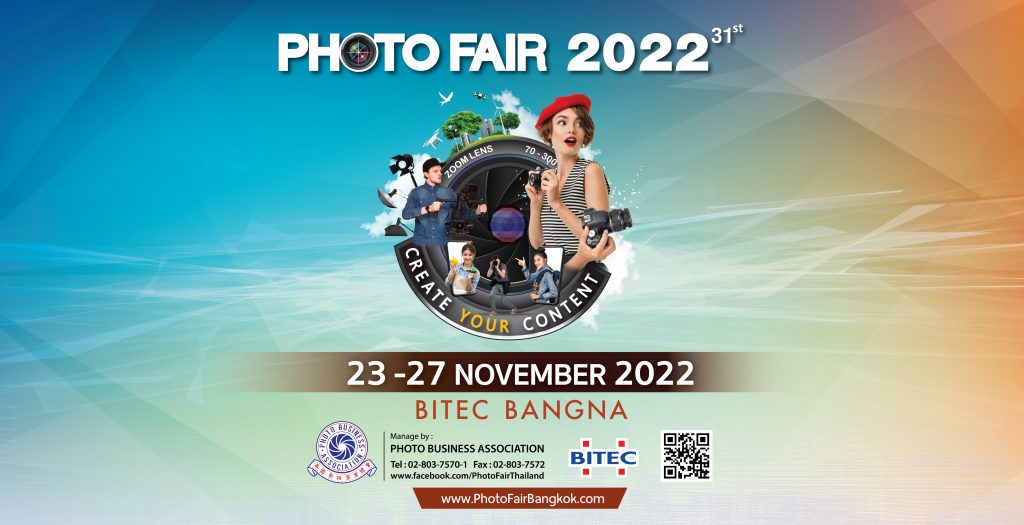 PHOTO FAIR 2022 31st
ZOOM LENS 70 - 300
CREATE YOUR CONTENT
23 -27 NOVEMBER 2022
BITEC BANGNA
PHOTO BUSINESS
ASSOCIATION
Manage by :
PHOTO BUSINESS ASSOCIATION
Tel : 02-803-7570-1 Fax : 02-803-7572
www.facebook.com/PhotoFairThailand
BITEC
www.PhotoFairBangkok.com